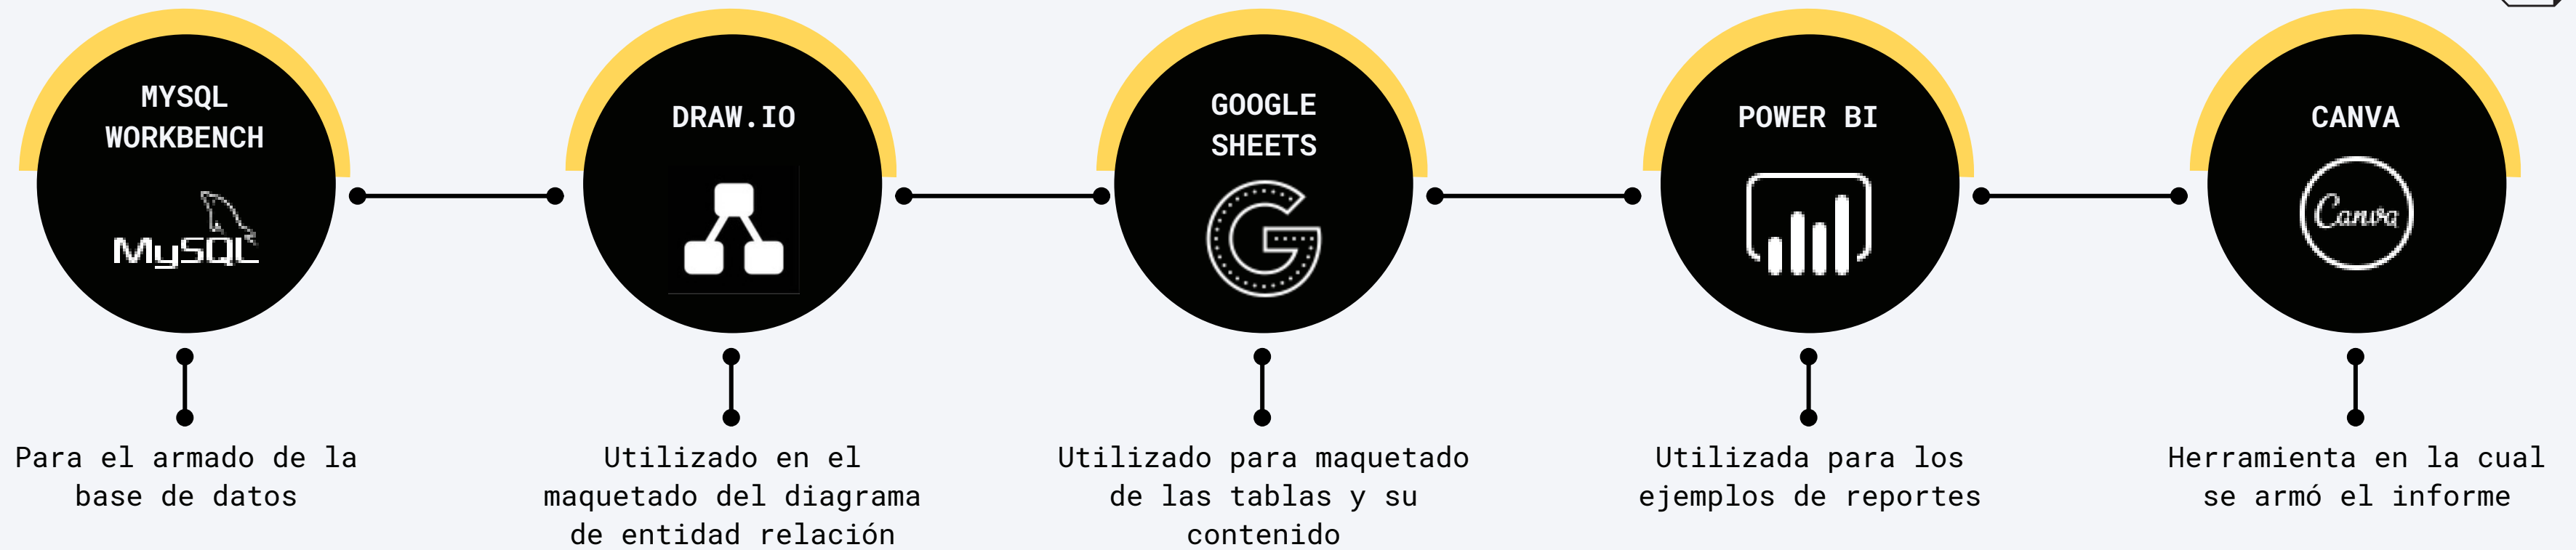 MYSQL
WORKBENCH
MySQL
Para el armado de la
base de datos
DRAW.IO
Utilizado en el
maquetado del diagrama
de entidad relación
GOOGLE
SHEETS
G
Utilizado para maquetado
de las tablas y su
contenido
POWER BI
Utilizada para los
ejemplos de reportes
CANVA
Canva
Herramienta en la cual
se armó el informe